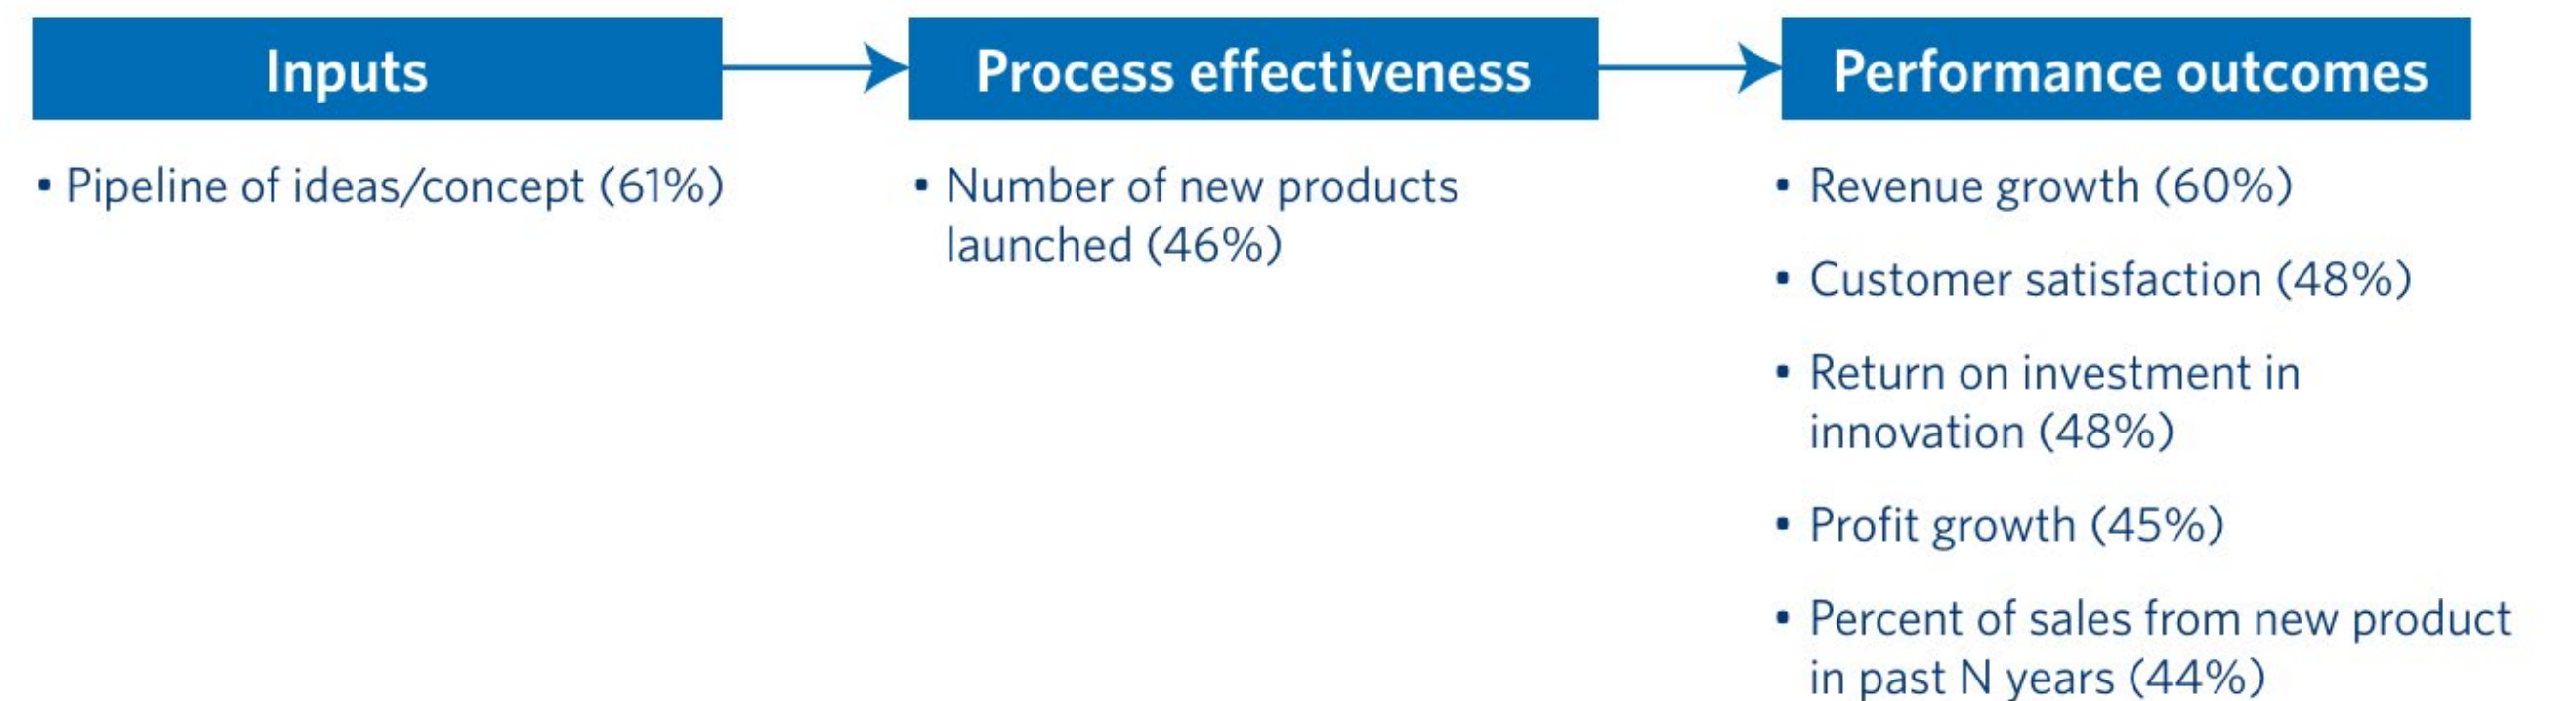 Inputs
• Pipeline of ideas/concept (61%)
Process effectiveness
• Number of new products
launched (46%)
Performance outcomes
• Revenue growth (60%)
• Customer satisfaction (48%)
• Return on investment in
innovation (48%)
• Profit growth (45%)
• Percent of sales from new product
in past N years (44%)